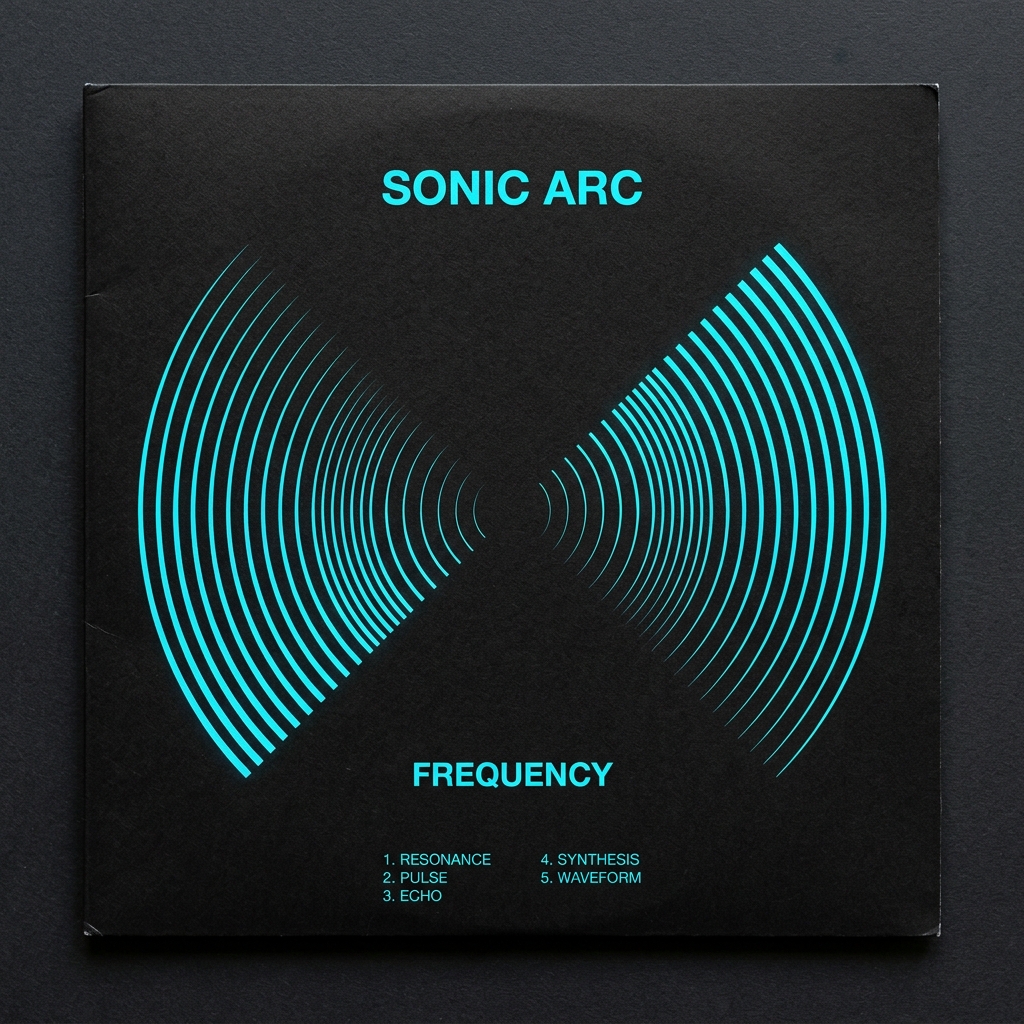 SONIC ARC
FREQUENCY
1. RESONANCE
2. PULSE
3. ECHO
4. SYNTHESIS
5. WAVEFORM